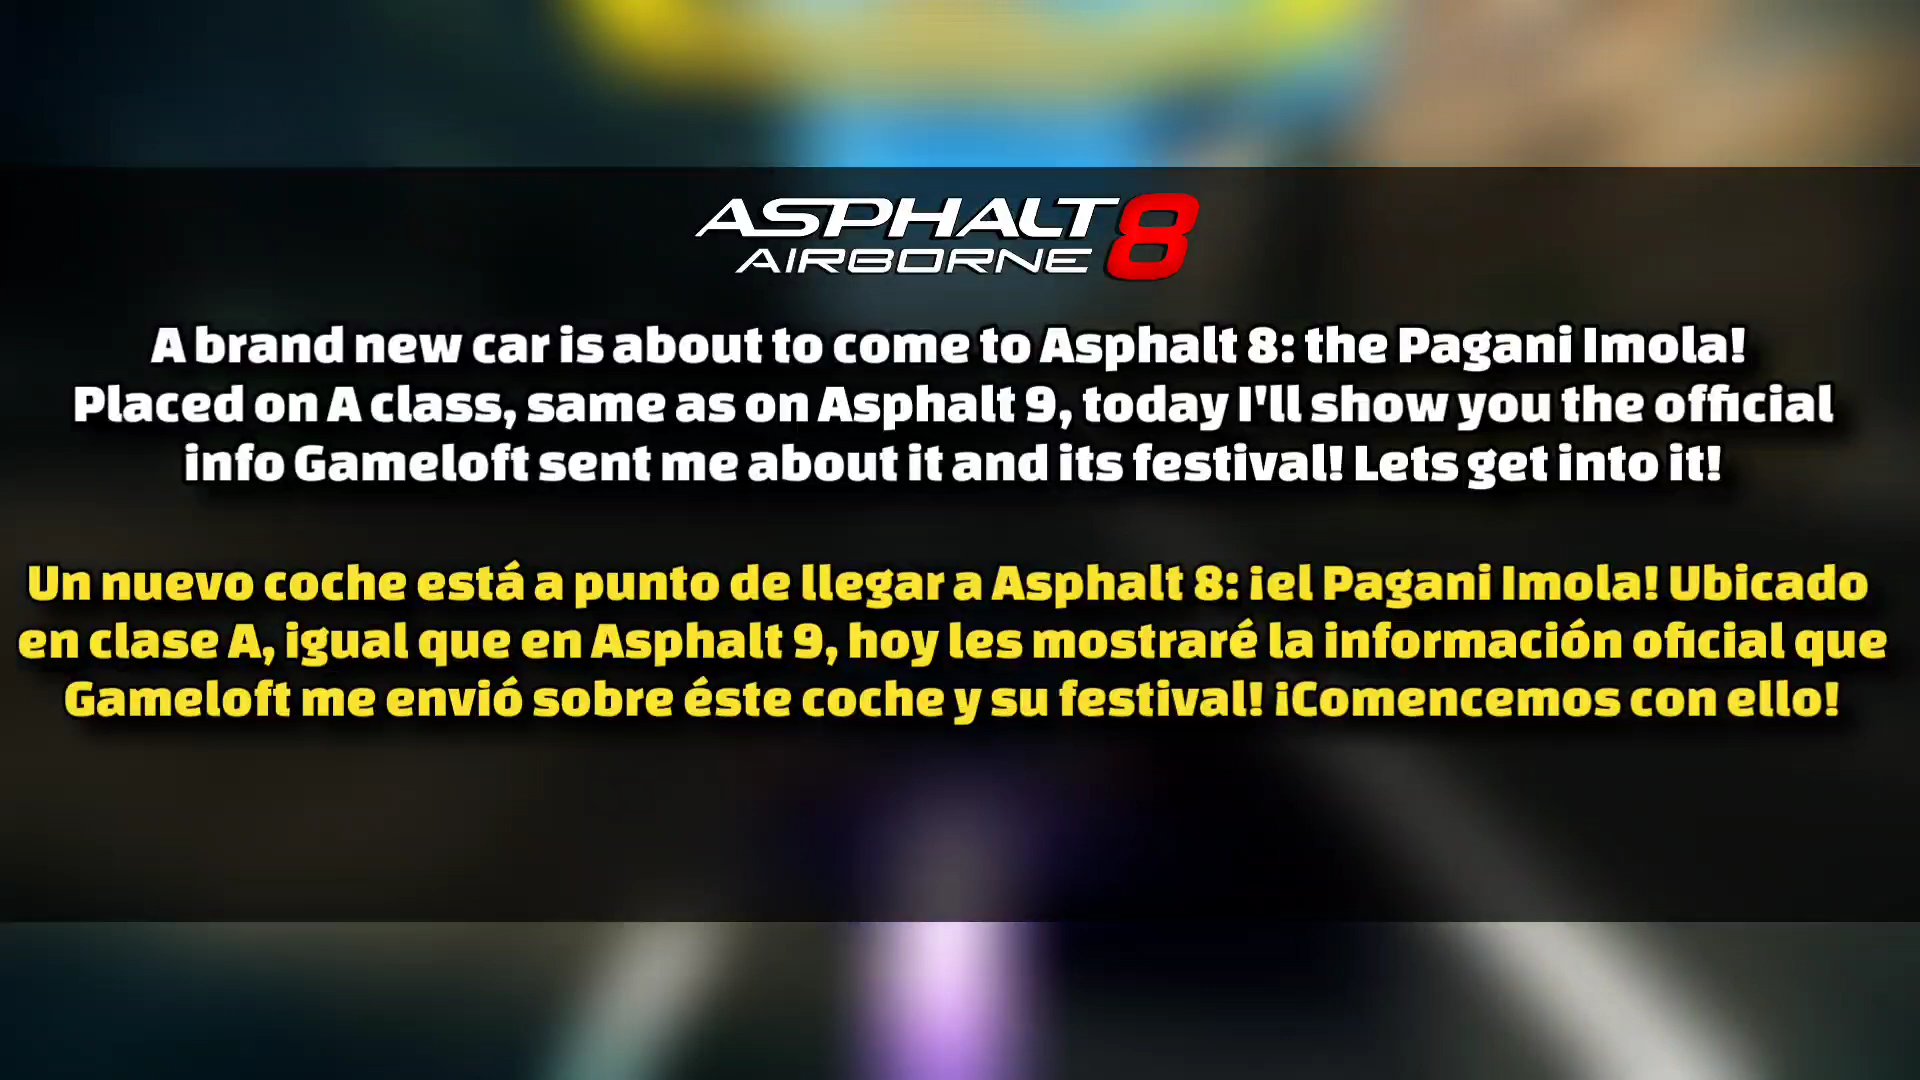 ASPHALT 8
AIRBORNE
A brand new car is about to come to Asphalt 8: the Pagani Imola!
Placed on A class, same as on Asphalt 9, today I'll show you the official
info Gameloft sent me about it and its festival! Lets get into it!
Un nuevo coche está a punto de llegar a Asphalt 8: ¡el Pagani Imola! Ubicado
en clase A, igual que en Asphalt 9, hoy les mostraré la información oficial que
Gameloft me envió sobre éste coche y su festival! ¡Comencemos con ello!